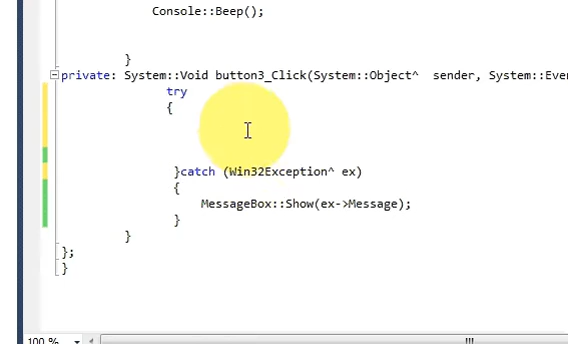 Console::Beep();
}
private: System::Void button3_Click(System::Object^  sender, System::Eve
try
{
}catch (Win32Exception^ ex)
{
MessageBox::Show(ex->Message);
}
}
};
}
100 %